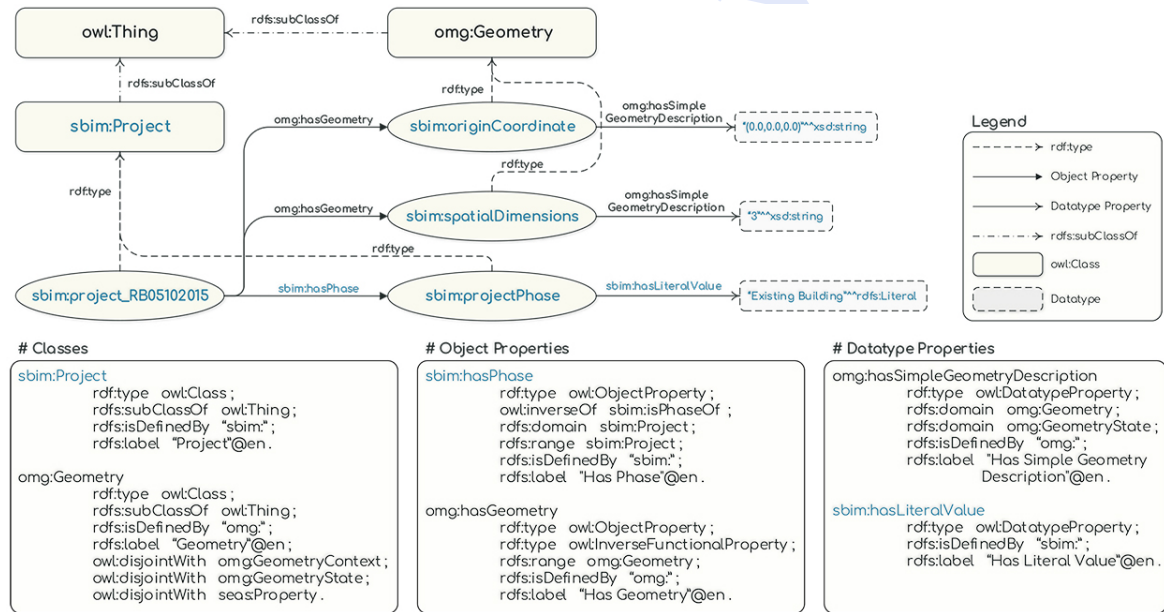 owl:Thing
rdfs:subClassOf
omg:Geometry
rdfs:subClassOf
rdf:type
sbim:Project
omg:hasGeometry
sbim:originCoordinate
omg:hasSimple
GeometryDescription
"(0.0,0.0,0.0)"^^xsd:string
rdf:type
rdf:type
omg:hasGeometry
sbim:spatialDimensions
omg:hasSimple
GeometryDescription
"3"^^xsd:string
rdf:type
sbim:project_RB05102015
sbim:hasPhase
sbim:projectPhase
sbim:hasLiteralValue
"Existing Building"^^rdfs:Literal
Legend
rdf:type
Object Property
Datatype Property
rdfs:subClassOf
owl:Class
Datatype
# Classes
sbim:Project
rdf:type owl:Class ;
rdfs:subClassOf owl:Thing ;
rdfs:isDefinedBy "sbim:" ;
rdfs:label "Project"@en .
omg:Geometry
rdf:type owl:Class ;
rdfs:subClassOf owl:Thing ;
rdfs:isDefinedBy "omg:" ;
rdfs:label "Geometry"@en ;
owl:disjointWith omg:GeometryContext ;
owl:disjointWith omg:GeometryState ;
owl:disjointWith seas:Property .
# Object Properties
sbim:hasPhase
rdf:type owl:ObjectProperty ;
owl:inverseOf sbim:isPhaseOf ;
rdfs:domain sbim:Project ;
rdfs:range sbim:Project ;
rdfs:isDefinedBy "sbim:" ;
rdfs:label "Has Phase"@en .
omg:hasGeometry
rdf:type owl:ObjectProperty ;
rdf:type owl:InverseFunctionalProperty ;
rdfs:range omg:Geometry ;
rdfs:isDefinedBy "omg:" ;
rdfs:label "Has Geometry"@en .
# Datatype Properties
omg:hasSimpleGeometryDescription
rdf:type owl:DatatypeProperty ;
rdfs:domain omg:Geometry ;
rdfs:domain omg:GeometryState ;
rdfs:isDefinedBy "omg:" ;
rdfs:label "Has Simple Geometry
Description"@en .
sbim:hasLiteralValue
rdf:type owl:DatatypeProperty ;
rdfs:isDefinedBy "sbim:" ;
rdfs:label "Has Literal Value"@en .